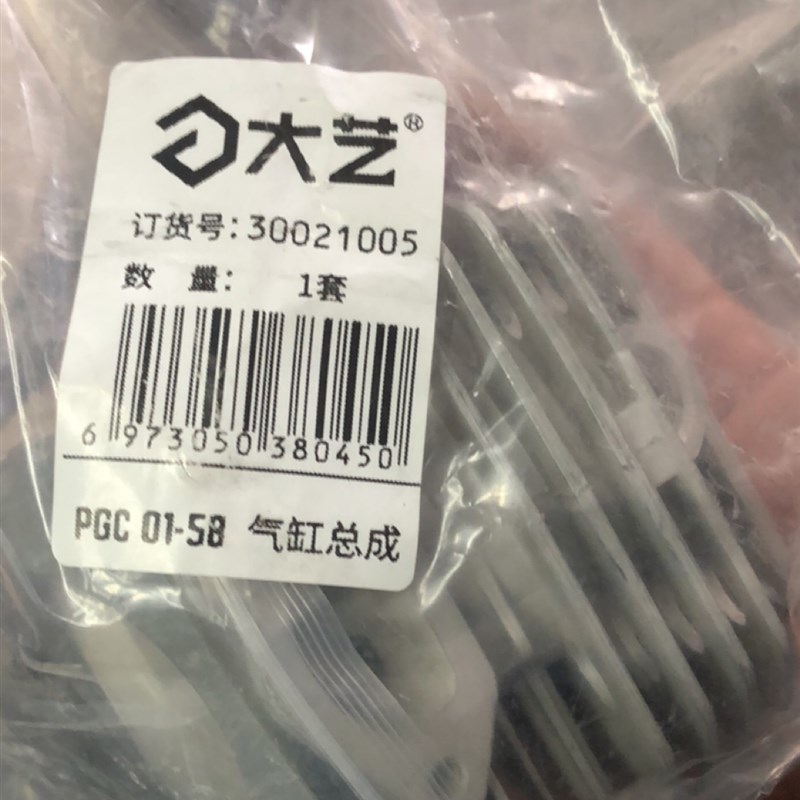 大艺®
订货号：30021005
数 量： 1套
6 973050 380450
PGC 01-58 气缸总成